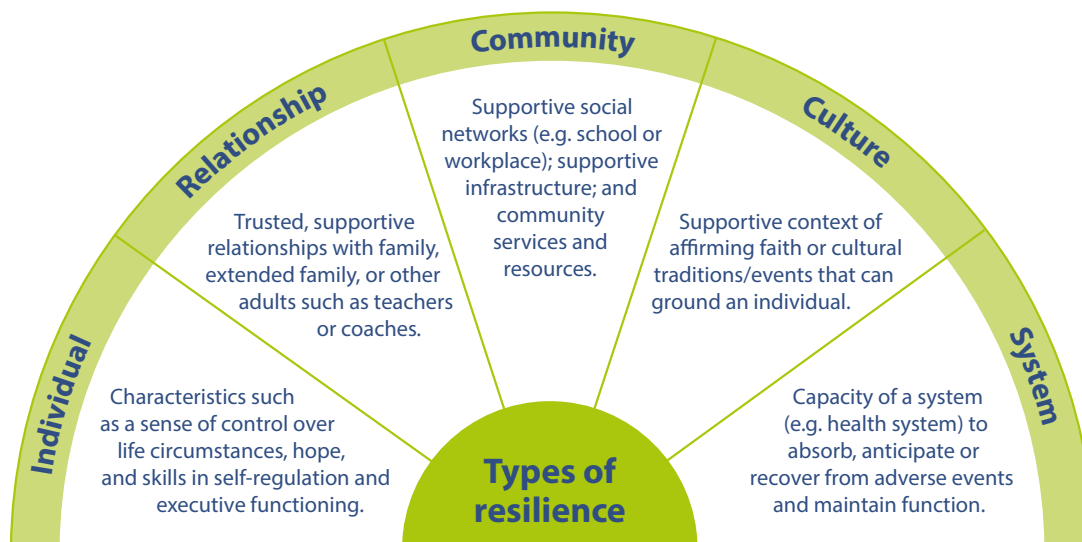 Individual
Characteristics such
as a sense of control over
life circumstances, hope,
and skills in self-regulation and
executive functioning.
Relationship
Trusted, supportive
relationships with family,
extended family, or other
adults such as teachers
or coaches.
Community
Supportive social
networks (e.g. school or
workplace); supportive
infrastructure; and
community
services and
resources.
Culture
Supportive context of
affirming faith or cultural
traditions/events that can
ground an individual.
System
Capacity of a system
(e.g. health system) to
absorb, anticipate or
recover from adverse events
and maintain function.
Types of
resilience